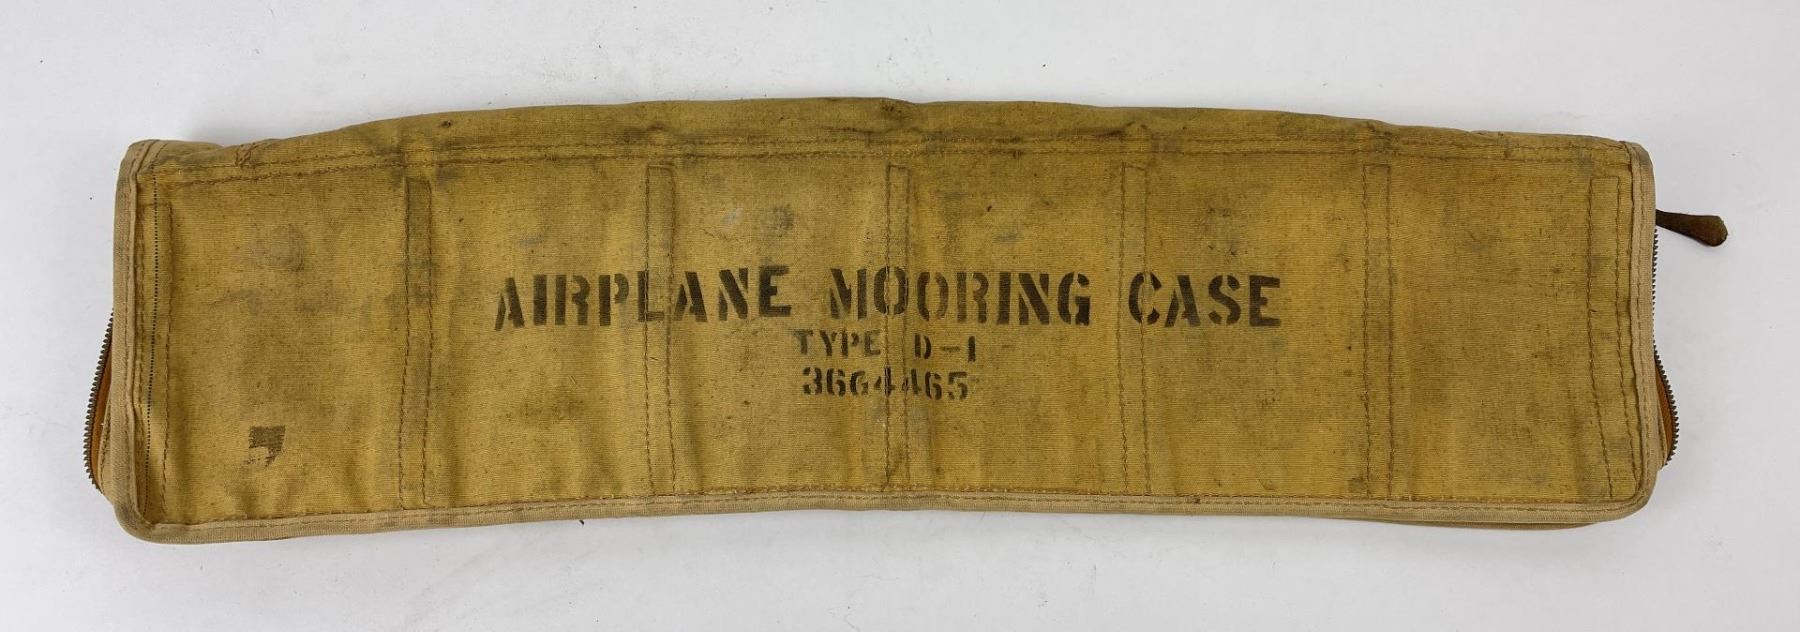 AIRPLANE MOORING CASE
TYPE D-1
3664465